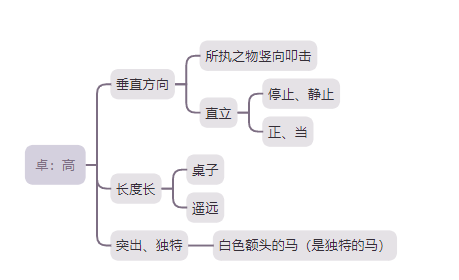 所执之物竖向叩击
垂直方向
停止、静止
直立
正、当
卓：高
桌子
长度长
遥远
突出、独特
白色额头的马（是独特的马）